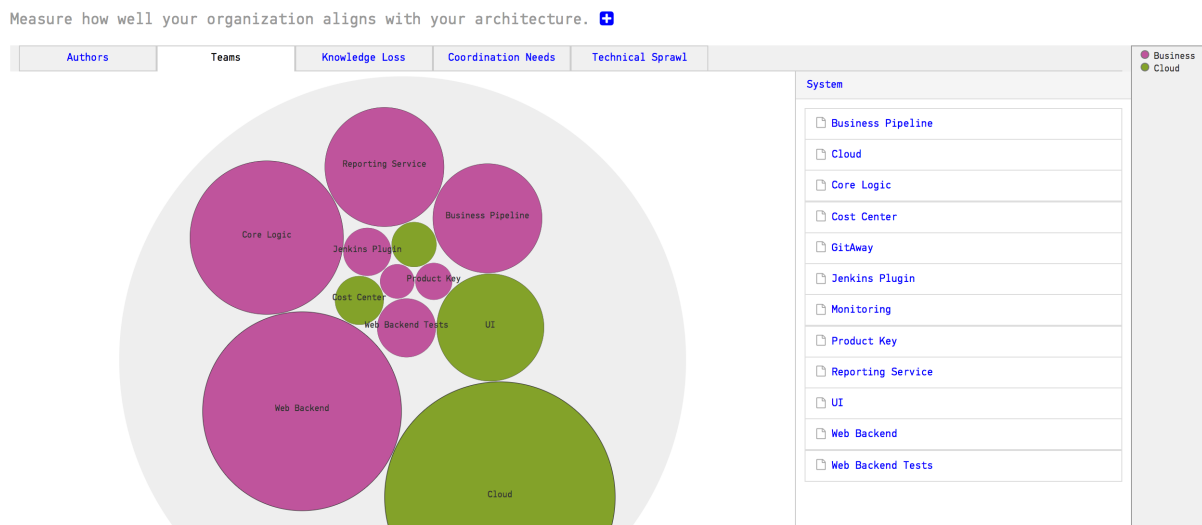 Measure how well your organization aligns with your architecture.
Authors
Teams
Knowledge Loss
Coordination Needs
Technical Sprawl
Business
Cloud
System
Business Pipeline
Cloud
Core Logic
Cost Center
GitAway
Jenkins Plugin
Monitoring
Product Key
Reporting Service
UI
Web Backend
Web Backend Tests
Reporting Service
Business Pipeline
Core Logic
Jenkins Plugin
Product Key
Cost Center
Web Backend Tests
UI
Web Backend
Cloud